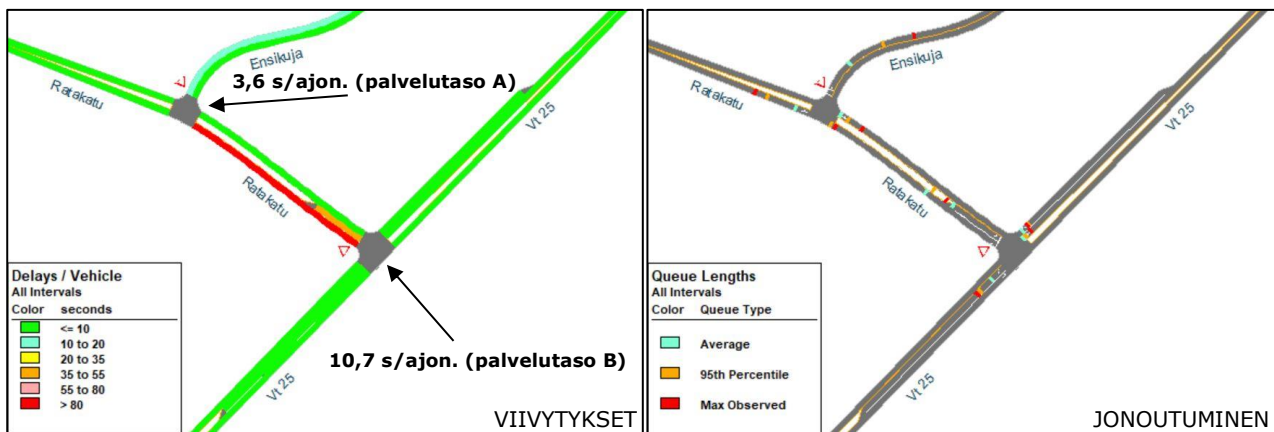 Ensikuja
3,6 s/ajon. (palvelutaso A)
Ratakatu
Vt 25
Ratakatu
Delays / Vehicle
All Intervals
Color seconds
<= 10
10 to 20
20 to 35
35 to 55
55 to 80
> 80
10,7 s/ajon. (palvelutaso B)
Vt 25
VIIVYTYKSET
Ensikuja
Ratakatu
Vt 25
Ratakatu
Queue Lengths
All Intervals
Color Queue Type
Average
95th Percentile
Max Observed
Vt 25
JONOUTUMINEN